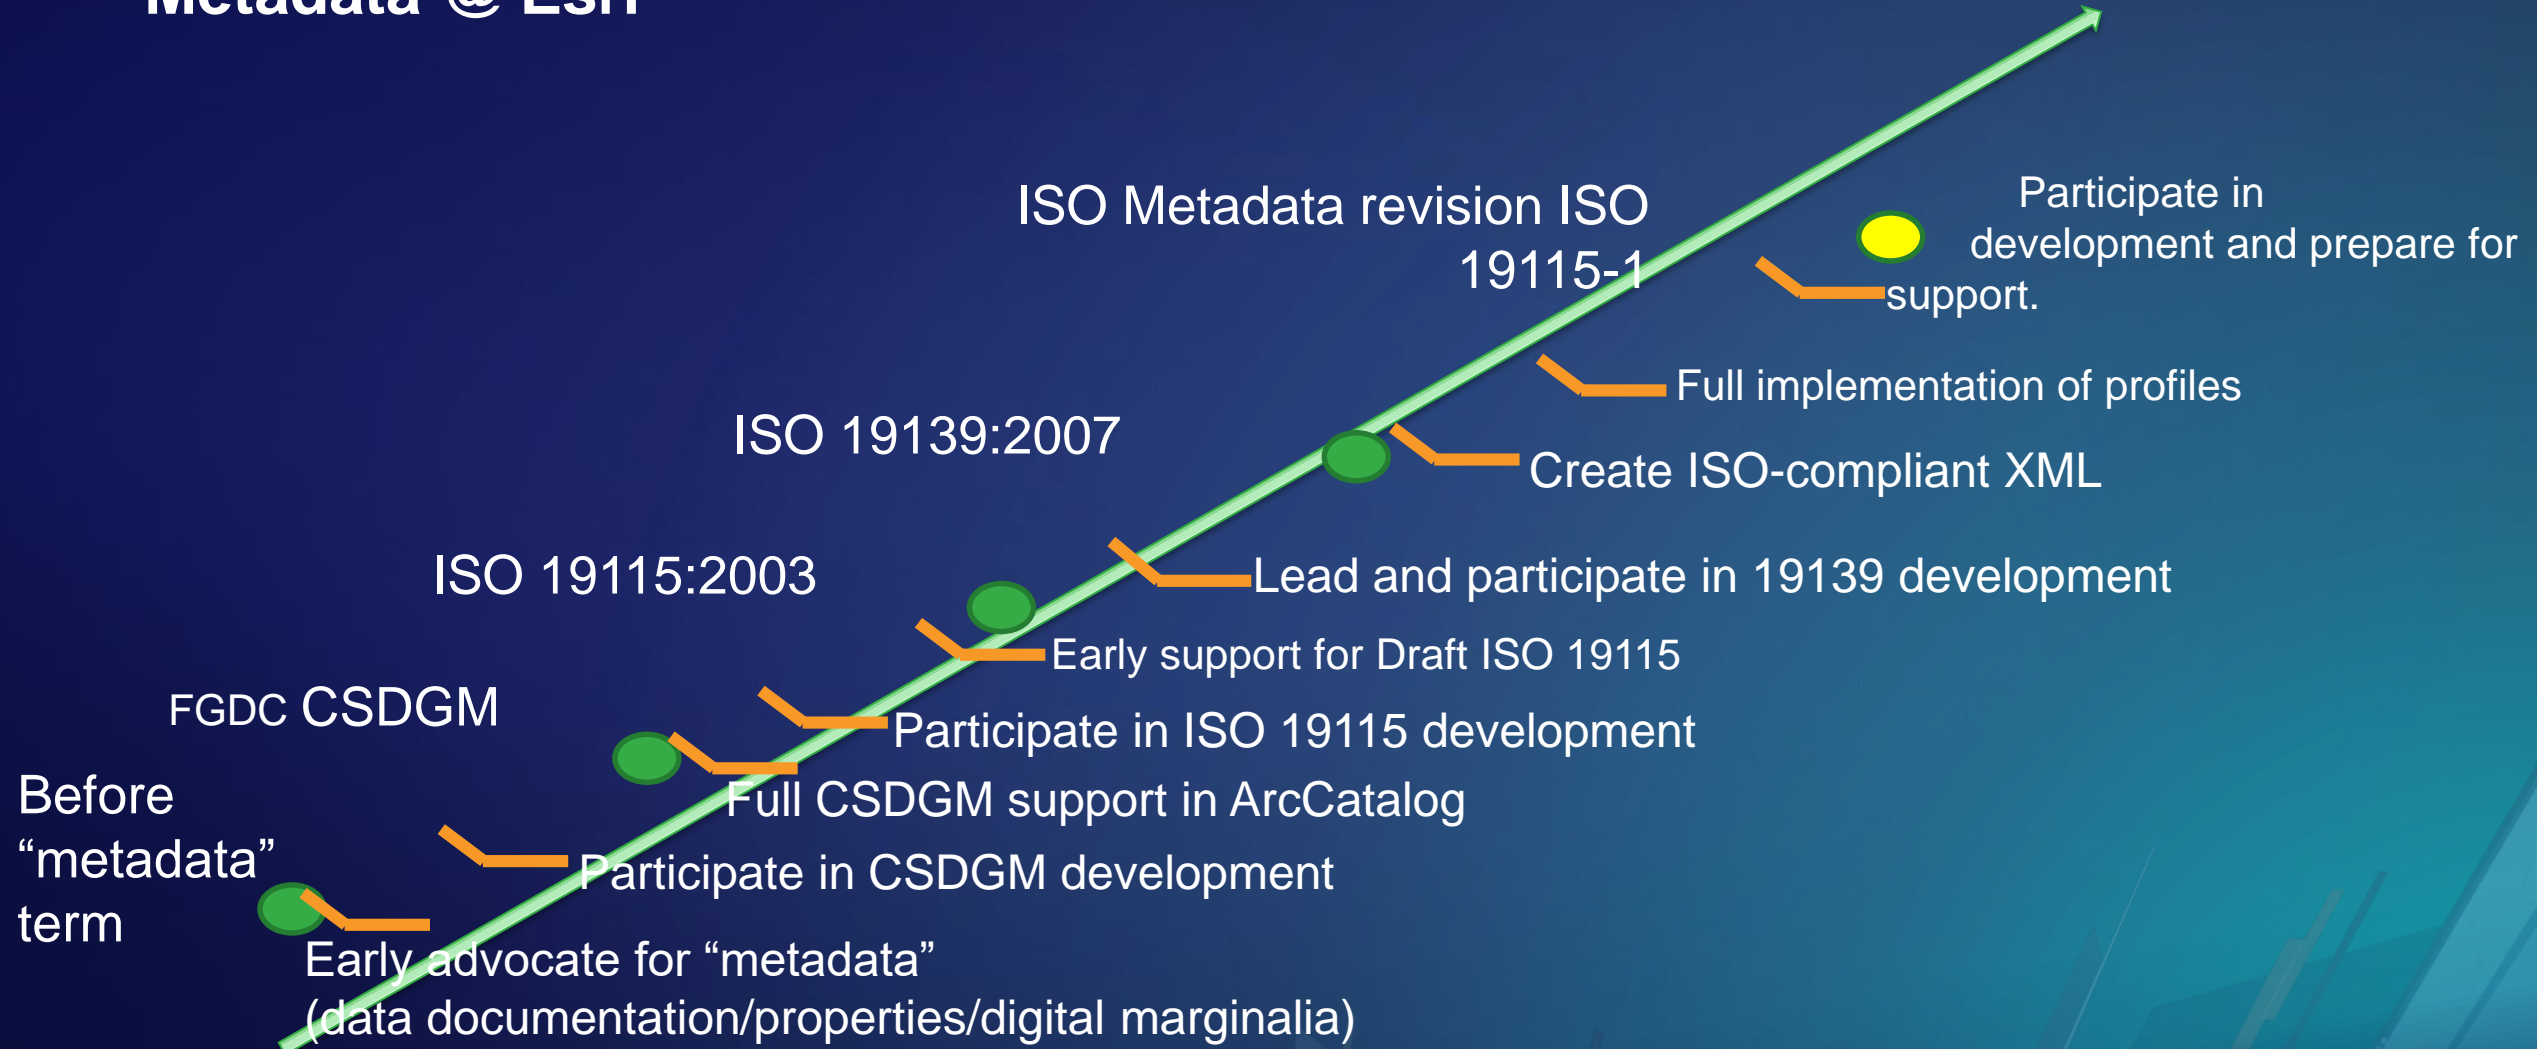 Metadata @ Esri
ISO Metadata revision ISO
19115-1
Participate in
development and prepare for
support.
Full implementation of profiles
ISO 19139:2007
Create ISO-compliant XML
ISO 19115:2003
Lead and participate in 19139 development
Early support for Draft ISO 19115
FGDC CSDGM
Participate in ISO 19115 development
Before
“metadata”
term
Full CSDGM support in ArcCatalog
Participate in CSDGM development
Early advocate for “metadata”
(data documentation/properties/digital marginalia)